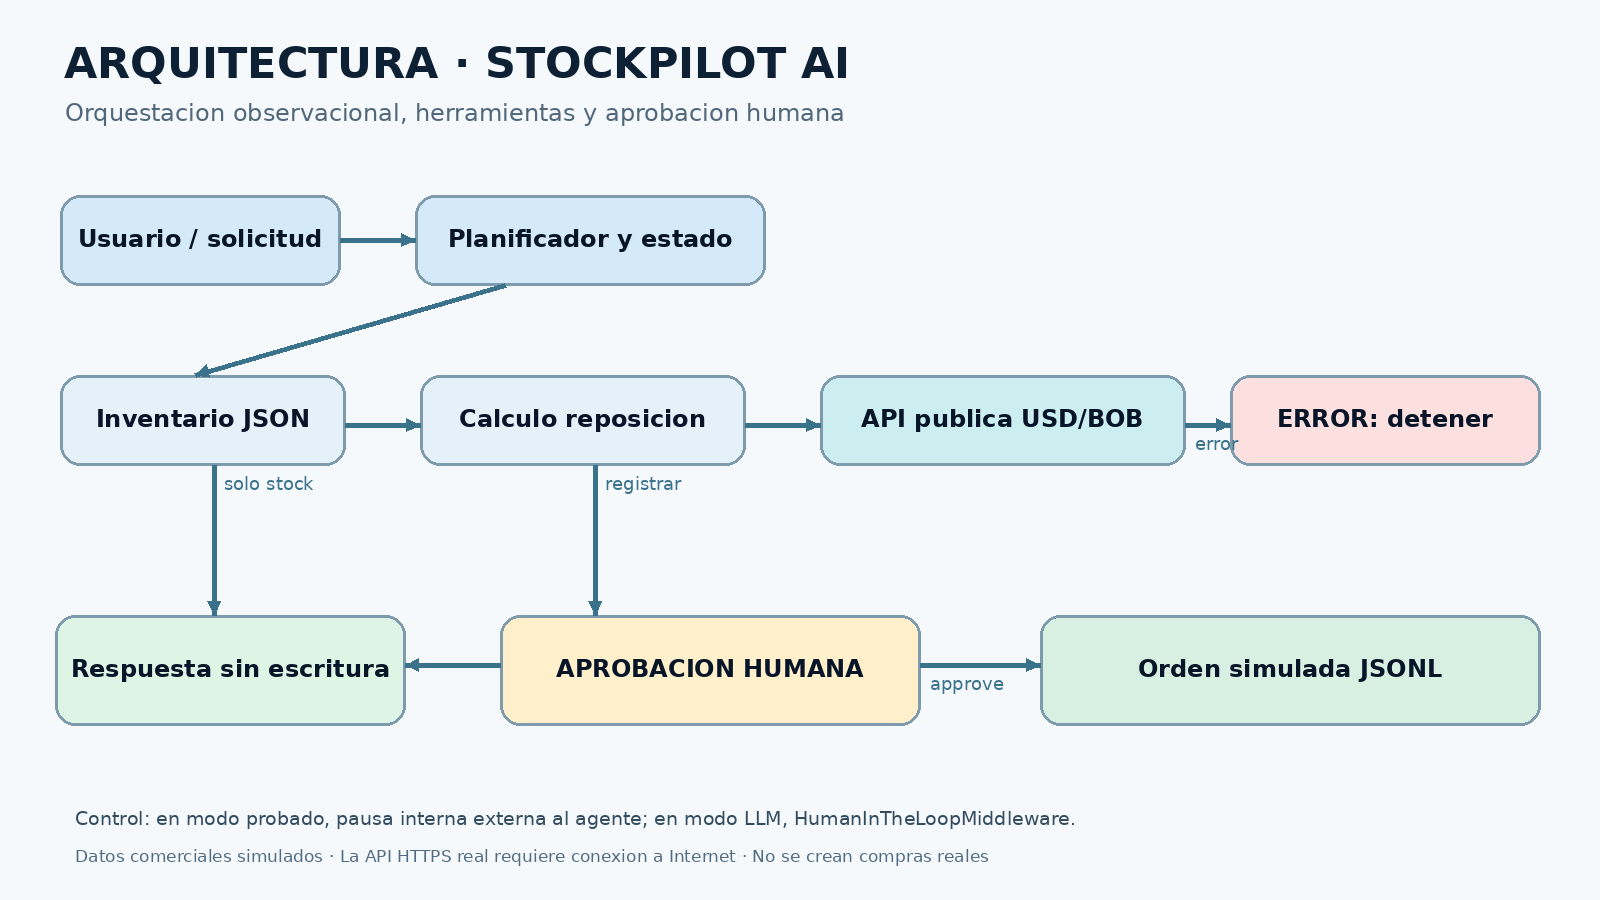 ARQUITECTURA · STOCKPILOT AI
Orquestacion observacional, herramientas y aprobacion humana
Usuario / solicitud
Planificador y estado
Inventario JSON
Calculo reposicion
API publica USD/BOB
ERROR: detener
error
solo stock
registrar
Respuesta sin escritura
APROBACION HUMANA
Orden simulada JSONL
approve
Control: en modo probado, pausa interna externa al agente; en modo LLM, HumanInTheLoopMiddleware.
Datos comerciales simulados · La API HTTPS real requiere conexion a Internet · No se crean compras reales